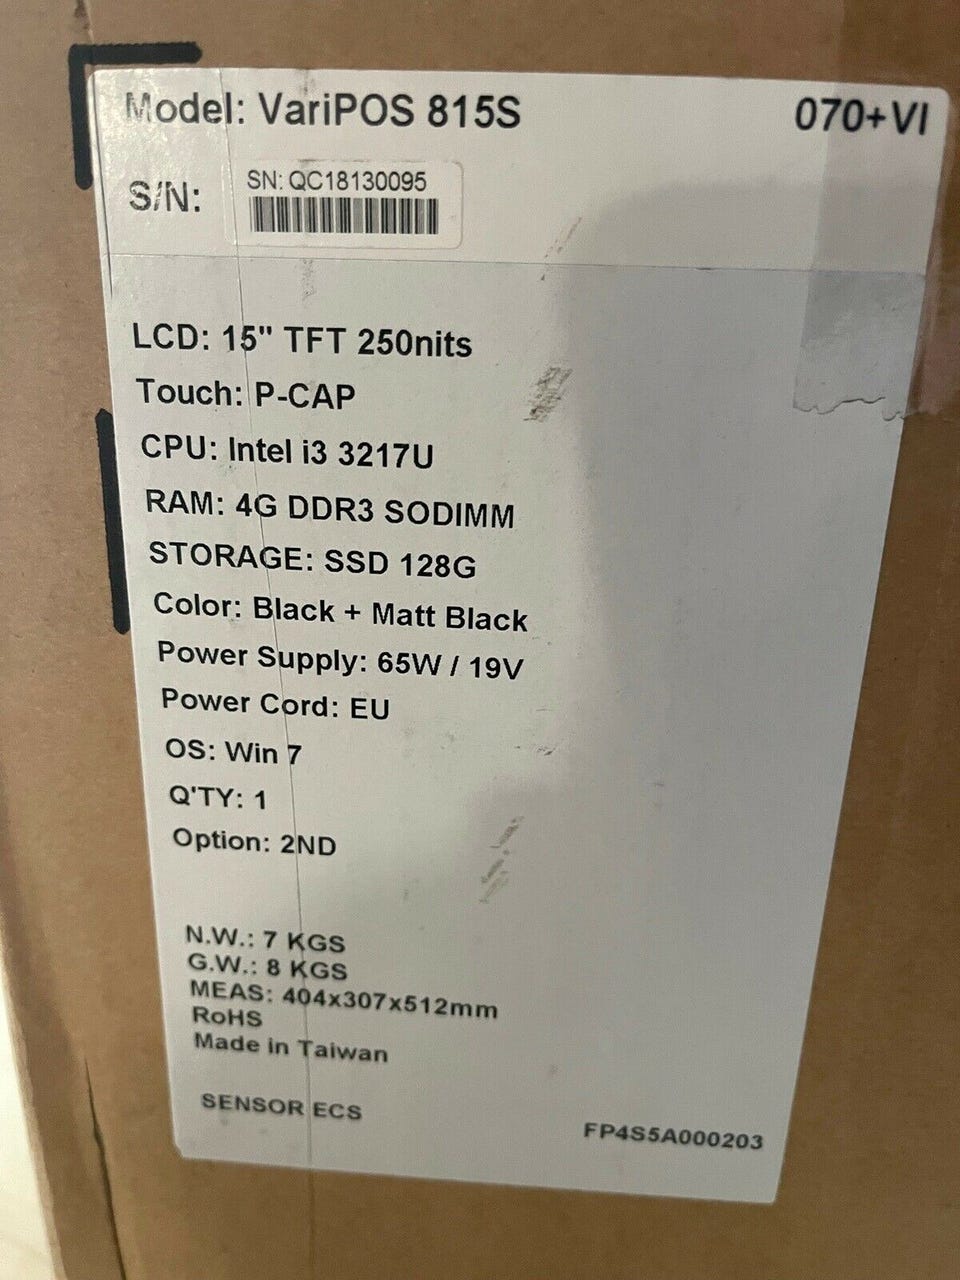 Model: VariPOS 815S 070+VI
S/N: SN: QC18130095
LCD: 15" TFT 250nits
Touch: P-CAP
CPU: Intel i3 3217U
RAM: 4G DDR3 SODIMM
STORAGE: SSD 128G
Color: Black + Matt Black
Power Supply: 65W / 19V
Power Cord: EU
OS: Win 7
Q'TY: 1
Option: 2ND
N.W.: 7 KGS
G.W.: 8 KGS
MEAS: 404x307x512mm
RoHS
Made in Taiwan
SENSOR ECS FP4S5A000203